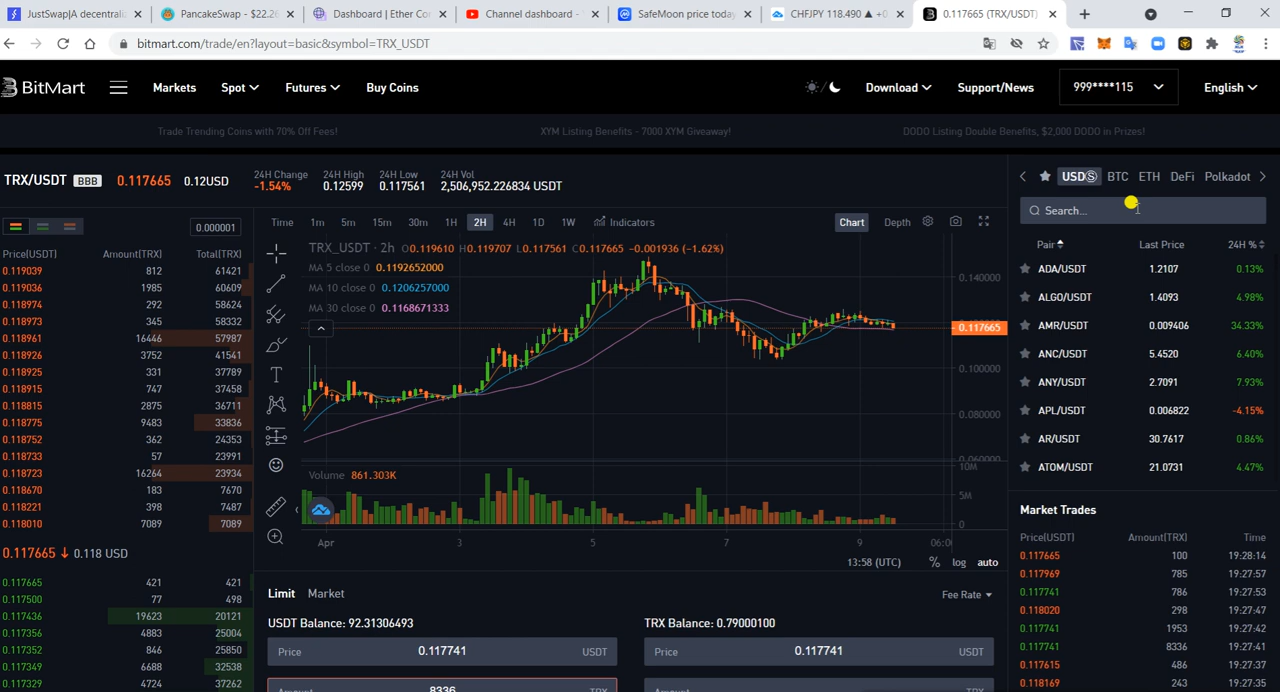 JustSwap|A decentraliz
PancakeSwap - $22.28
Dashboard | Ether Co
Channel dashboard -
SafeMoon price today
CHFJPY 118.490 ▲ +0
0.117665 (TRX/USDT)
bitmart.com/trade/en?layout=basic&symbol=TRX_USDT
BitMart Markets Spot Futures Buy Coins Download Support/News 999****115 English
Trade Trending Coins with 70% Off Fees! XYM Listing Benefits - 7000 XYM Giveaway! DODO Listing Double Benefits, $2,000 DODO in Prizes!
TRX/USDT BBB 0.117665 0.12USD
24H Change -1.54%
24H High 0.12599
24H Low 0.117561
24H Vol 2,506,952.226834 USDT
0.000001
Price(USDT) Amount(TRX) Total(TRX)
0.119039 812 61421
0.119036 1985 60609
0.118974 292 58624
0.118973 345 58332
0.118961 16446 57987
0.118926 3752 41541
0.118925 331 37789
0.118915 747 37458
0.118815 2875 36711
0.118775 9483 33836
0.118752 362 24353
0.118733 57 23991
0.118723 16264 23934
0.118670 183 7670
0.118221 398 7487
0.118010 7089 7089
0.117665 ↓ 0.118 USD
0.117665 421 421
0.117500 77 498
0.117436 19623 20121
0.117356 4883 25004
0.117352 846 25850
0.117349 6688 32538
0.117329 4724 37262
Time 1m 5m 15m 30m 1H 2H 4H 1D 1W Indicators Chart Depth
TRX_USDT · 2h O0.119610 H0.119707 L0.117561 C0.117665 -0.001936 (-1.62%)
MA 5 close 0 0.1192652000
MA 10 close 0 0.1206257000
MA 30 close 0 0.1168671333
0.140000
0.117665
0.100000
0.080000
0.060000
Volume 861.303K
10M
5M
0
Apr 3 5 7 9 06:0
13:58 (UTC) % log auto
Limit Market Fee Rate
USDT Balance: 92.31306493
Price 0.117741 USDT
8336
TRX Balance: 0.79000100
Price 0.117741 USDT
USDⓈ BTC ETH DeFi Polkadot
Search...
Pair Last Price 24H %
ADA/USDT 1.2107 0.13%
ALGO/USDT 1.4093 4.98%
AMR/USDT 0.009406 34.33%
ANC/USDT 5.4520 6.40%
ANY/USDT 2.7091 7.93%
APL/USDT 0.006822 -4.15%
AR/USDT 30.7617 0.86%
ATOM/USDT 21.0731 4.47%
Market Trades
Price(USDT) Amount(TRX) Time
0.117665 100 19:28:14
0.117969 785 19:27:57
0.117741 786 19:27:53
0.118020 298 19:27:47
0.117741 1953 19:27:42
0.117741 8336 19:27:41
0.117615 486 19:27:37
0.118169 243 19:27:35